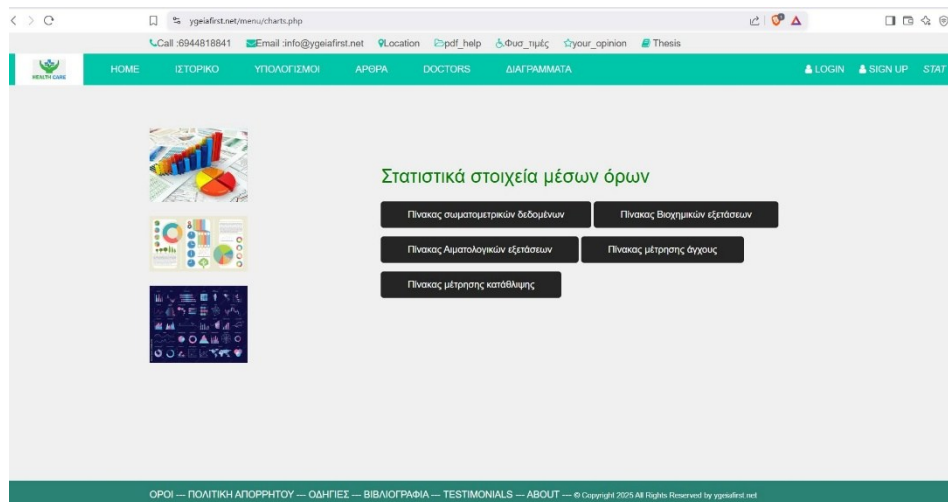 ygeiafirst.net/menu/charts.php
Call :6944818841 Email :info@ygeiafirst.net Location pdf_help Φυσ_τιμές your_opinion Thesis
HEALTH CARE HOME ΙΣΤΟΡΙΚΟ ΥΠΟΛΟΓΙΣΜΟΙ ΑΡΘΡΑ DOCTORS ΔΙΑΓΡΑΜΜΑΤΑ LOGIN SIGN UP STAT
Στατιστικά στοιχεία μέσων όρων
Πίνακας σωματομετρικών δεδομένων Πίνακας Βιοχημικών εξετάσεων
Πίνακας Αιματολογικών εξετάσεων Πίνακας μέτρησης άγχους
Πίνακας μέτρησης κατάθλιψης
ΟΡΟΙ --- ΠΟΛΙΤΙΚΗ ΑΠΟΡΡΗΤΟΥ --- ΟΔΗΓΙΕΣ --- ΒΙΒΛΙΟΓΡΑΦΙΑ --- TESTIMONIALS --- ABOUT --- © Copyright 2025 All Rights Reserved by ygeiafirst.net